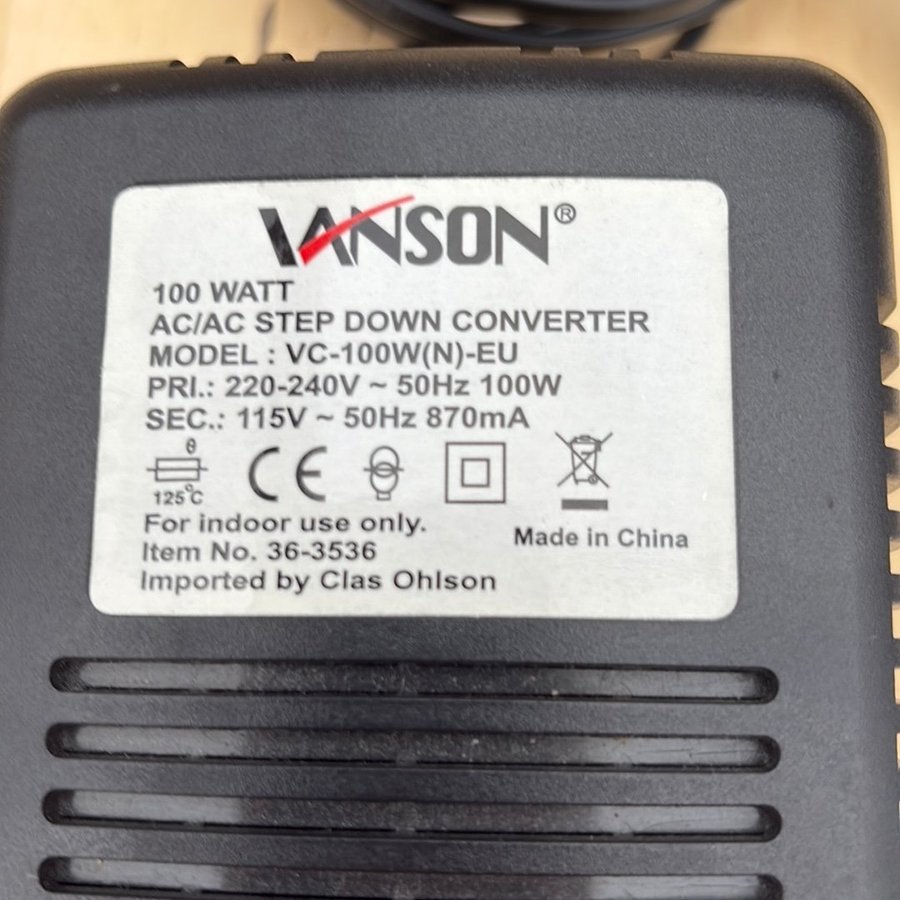 VANSON®
100 WATT
AC/AC STEP DOWN CONVERTER
MODEL : VC-100W(N)-EU
PRI.: 220-240V ~ 50Hz 100W
SEC.: 115V ~ 50Hz 870mA
θ
125°C
CE
For indoor use only.
Made in China
Item No. 36-3536
Imported by Clas Ohlson